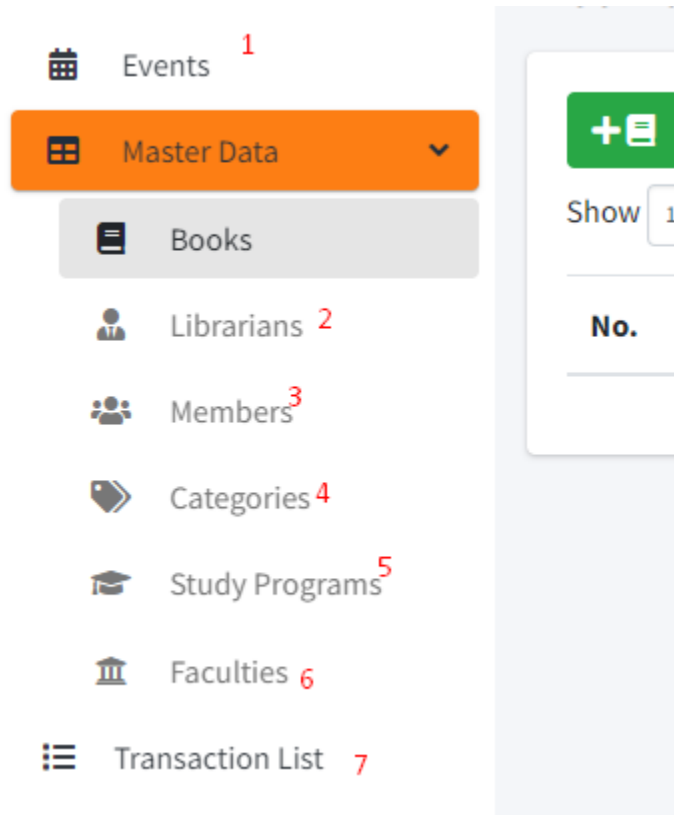 Events 1
Master Data
Books
Librarians 2
Members 3
Categories 4
Study Programs 5
Faculties 6
Transaction List 7
Show
No.